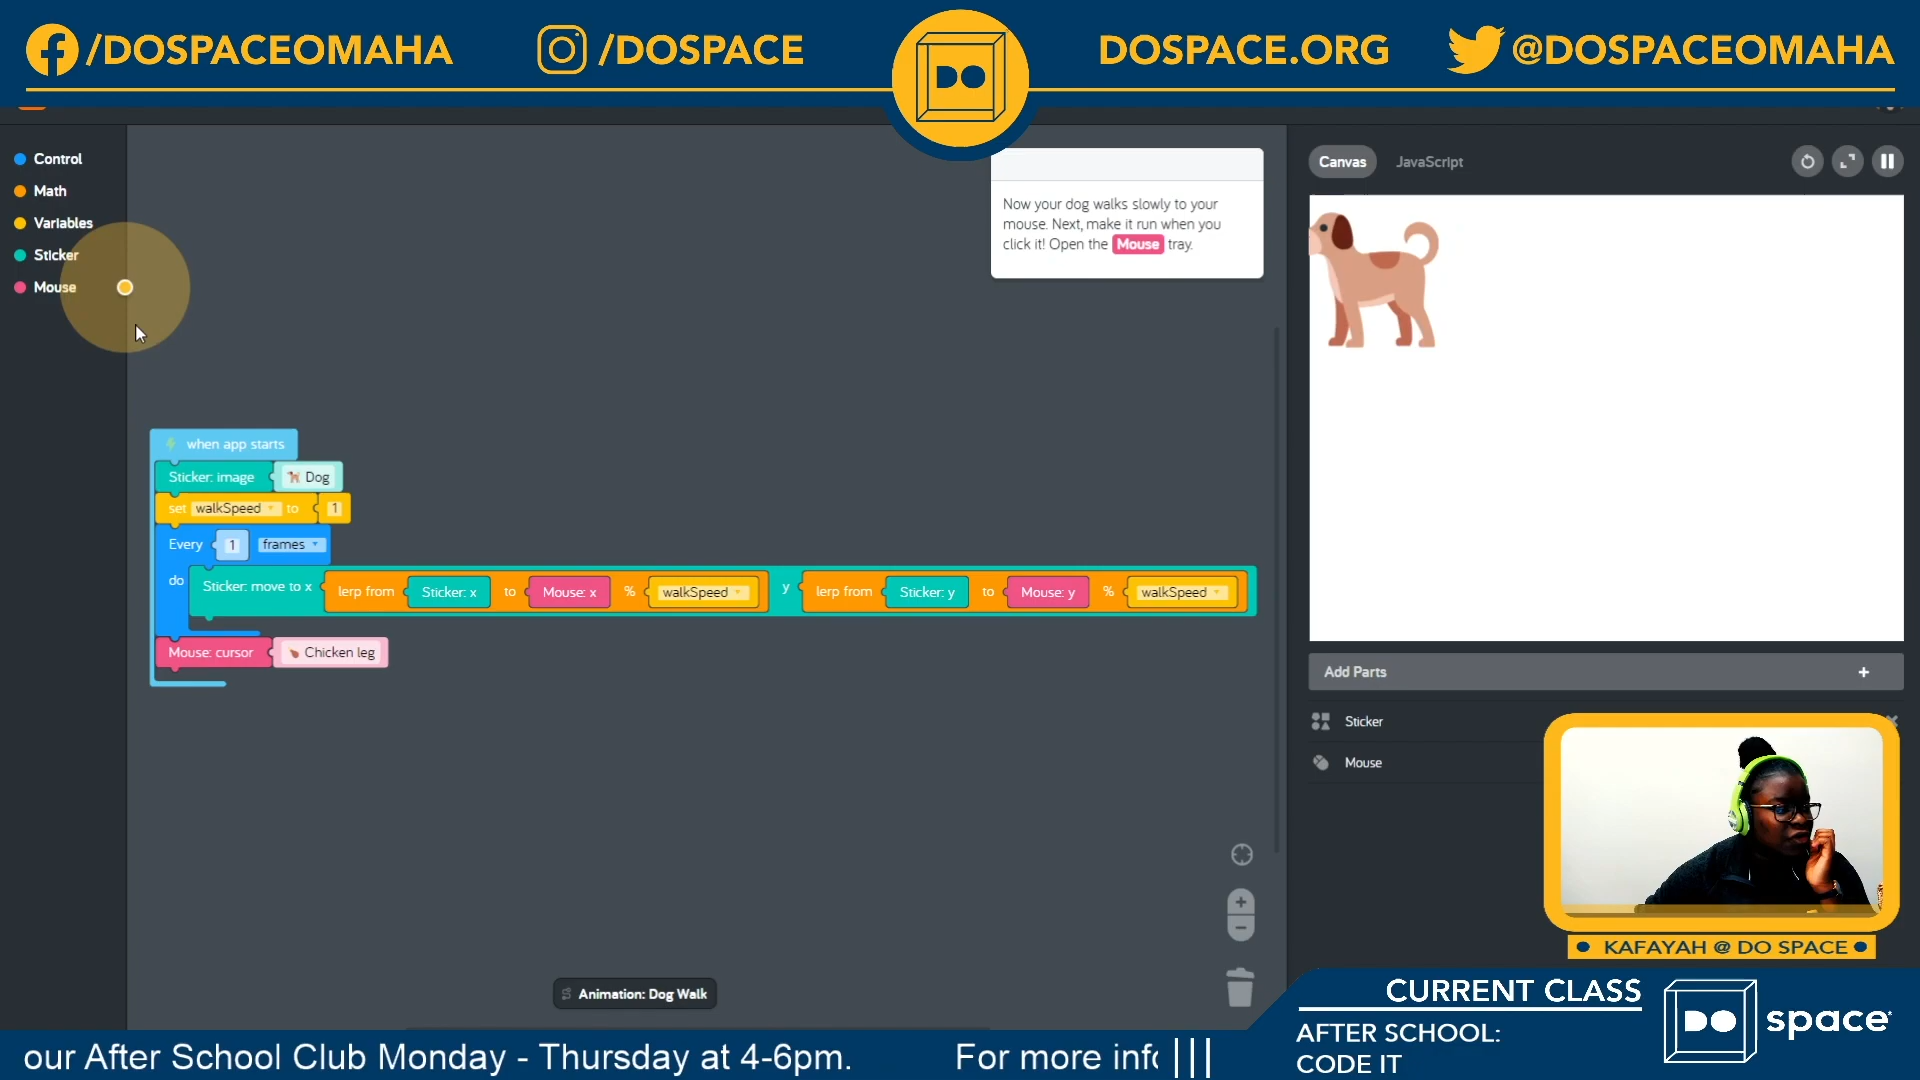 /DOSPACEOMAHA
/DOSPACE
DO
DOSPACE.ORG
@DOSPACEOMAHA
Control
Math
Variables
Sticker
Mouse
Now your dog walks slowly to your
mouse. Next, make it run when you
click it! Open the Mouse tray.
Canvas
JavaScript
when app starts
Sticker: image Dog
set walkSpeed to 1
Every 1 frames
do Sticker: move to x lerp from Sticker: x to Mouse: x % walkSpeed y lerp from Sticker: y to Mouse: y % walkSpeed
Mouse: cursor Chicken leg
Add Parts +
Sticker
Mouse
+
−
Animation: Dog Walk
KAFAYAH @ DO SPACE
CURRENT CLASS
AFTER SCHOOL:
CODE IT
DO space
our After School Club Monday - Thursday at 4-6pm. For more info |||